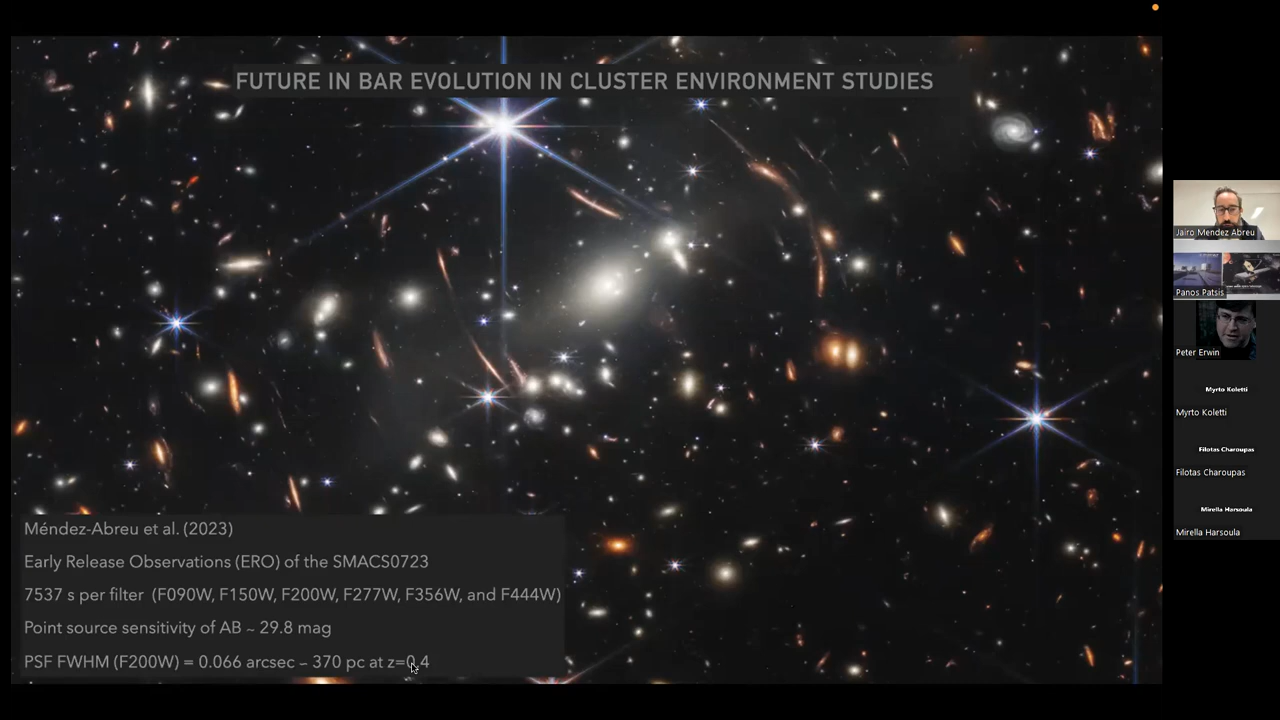 FUTURE IN BAR EVOLUTION IN CLUSTER ENVIRONMENT STUDIES
Méndez-Abreu et al. (2023)
Early Release Observations (ERO) of the SMACS0723
7537 s per filter (F090W, F150W, F200W, F277W, F356W, and F444W)
Point source sensitivity of AB ~ 29.8 mag
PSF FWHM (F200W) = 0.066 arcsec ~ 370 pc at z=0.4
Jairo Mendez Abreu
Panos Patsis
Peter Erwin
Myrto Koletti
Myrto Koletti
Filotas Charoupas
Filotas Charoupas
Mirella Harsoula
Mirella Harsoula